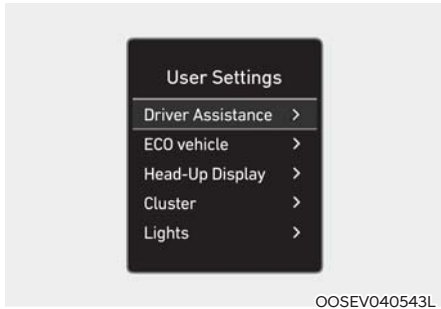 User Settings
Driver Assistance >
ECO vehicle >
Head-Up Display >
Cluster >
Lights >
OOSEV040543L